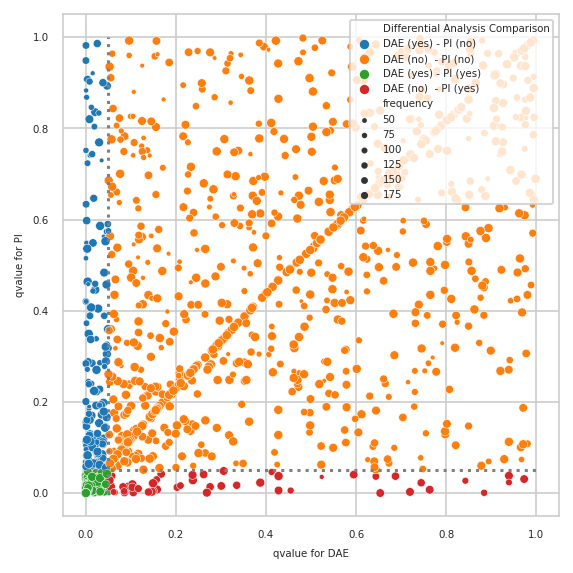 Differential Analysis Comparison
DAE (yes) - PI (no)
DAE (no)  - PI (no)
DAE (yes) - PI (yes)
DAE (no)  - PI (yes)
frequency
50
75
100
125
150
175
1.0
0.8
0.6
0.4
0.2
0.0
qvalue for PI
0.0 0.2 0.4 0.6 0.8 1.0
qvalue for DAE